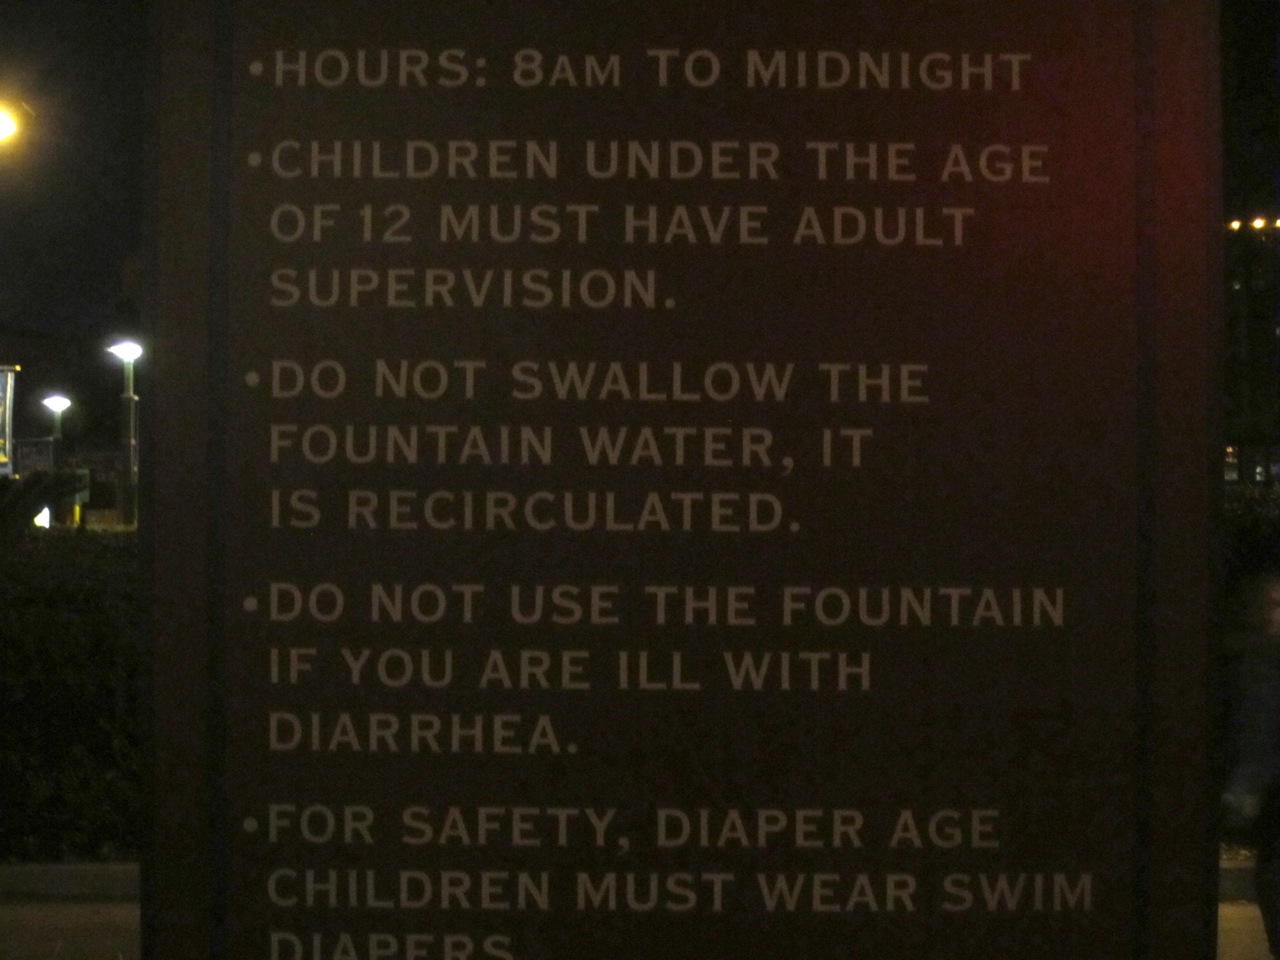 •HOURS: 8AM TO MIDNIGHT
•CHILDREN UNDER THE AGE
OF 12 MUST HAVE ADULT
SUPERVISION.
•DO NOT SWALLOW THE
FOUNTAIN WATER, IT
IS RECIRCULATED.
•DO NOT USE THE FOUNTAIN
IF YOU ARE ILL WITH
DIARRHEA.
•FOR SAFETY, DIAPER AGE
CHILDREN MUST WEAR SWIM
DIAPERS